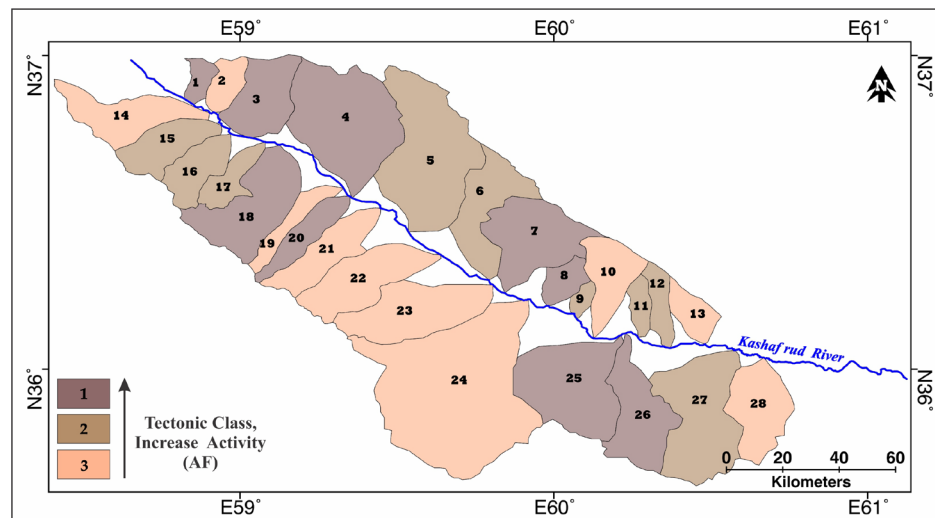 E59° E60° E61°
N37° N37°
N
1 2 3 4 5 6 7 8 9 10 11 12 13
14 15 16 17 18 19 20 21 22 23 24 25 26 27 28
Kashaf rud River
N36° N36°
1
2
3
Tectonic Class,
Increase Activity
(AF)
0 20 40 60
Kilometers
E59° E60° E61°